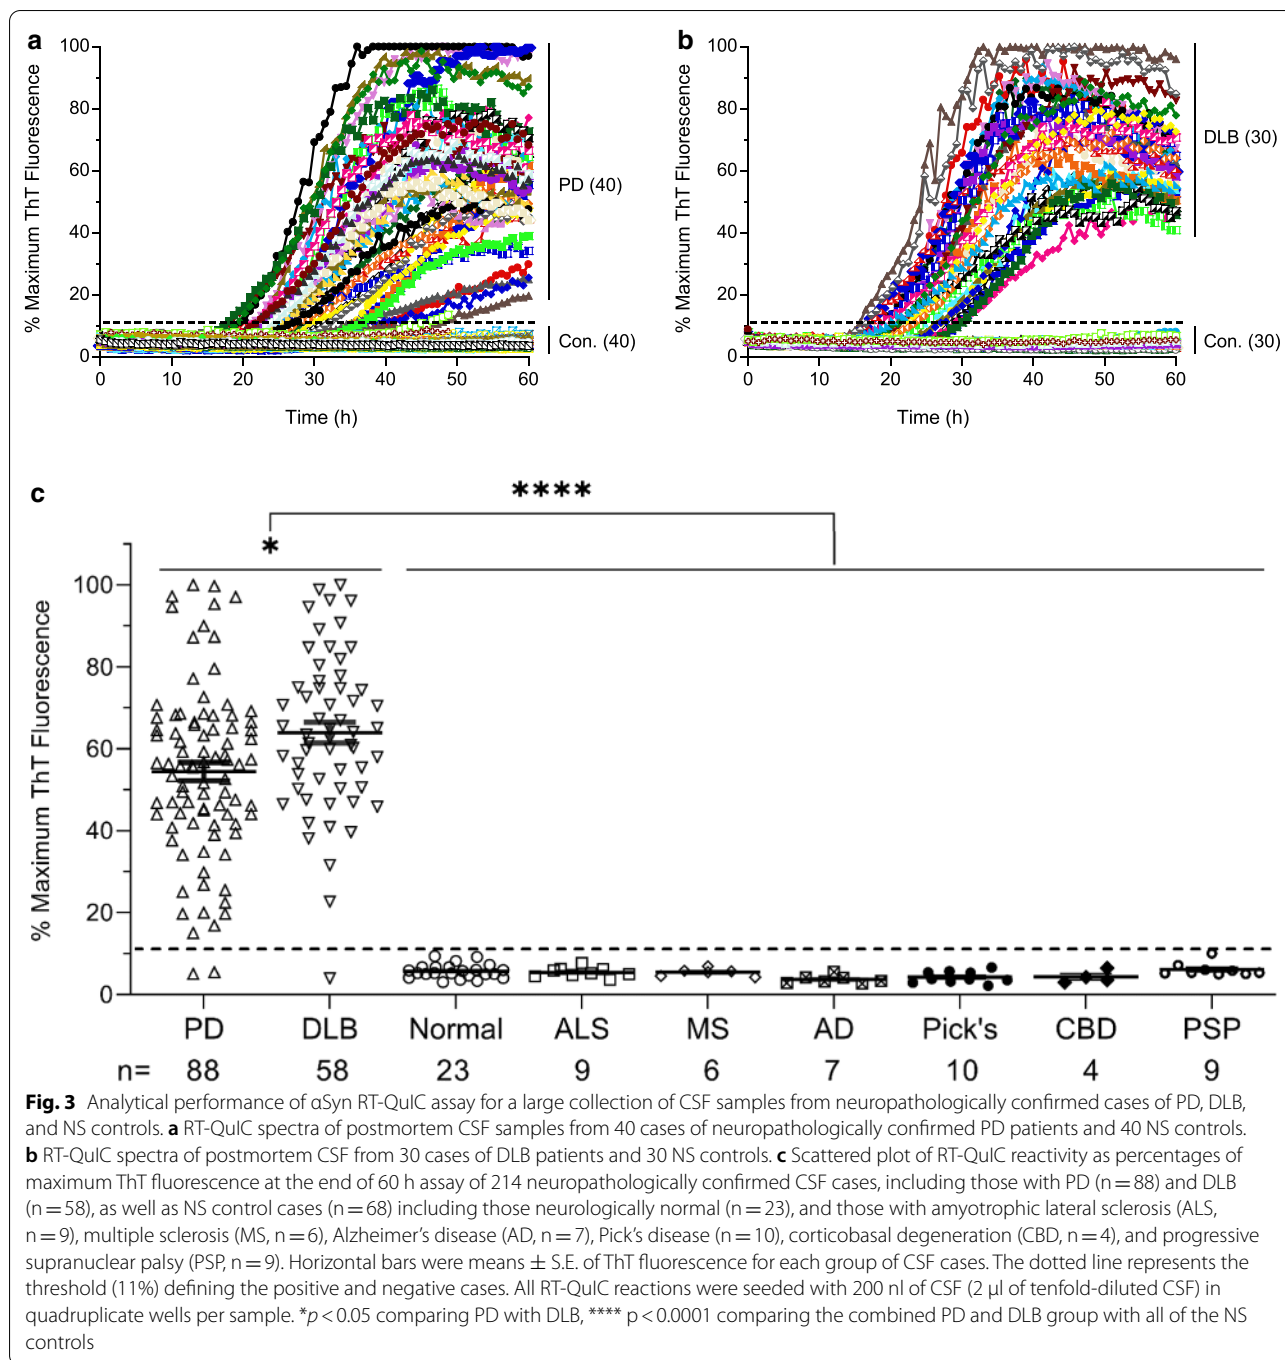 a
b
% Maximum ThT Fluorescence
100
80
60
40
20
0
0 10 20 30 40 50 60
Time (h)
PD (40)
Con. (40)
% Maximum ThT Fluorescence
100
80
60
40
20
0
0 10 20 30 40 50 60
Time (h)
DLB (30)
Con. (30)
c
****
*
% Maximum ThT Fluorescence
100
80
60
40
20
0
PD DLB Normal ALS MS AD Pick's CBD PSP
n= 88 58 23 9 6 7 10 4 9
Fig. 3 Analytical performance of αSyn RT-QuIC assay for a large collection of CSF samples from neuropathologically confirmed cases of PD, DLB,
and NS controls. a RT-QuIC spectra of postmortem CSF samples from 40 cases of neuropathologically confirmed PD patients and 40 NS controls.
b RT-QuIC spectra of postmortem CSF from 30 cases of DLB patients and 30 NS controls. c Scattered plot of RT-QuIC reactivity as percentages of
maximum ThT fluorescence at the end of 60 h assay of 214 neuropathologically confirmed CSF cases, including those with PD (n = 88) and DLB
(n = 58), as well as NS control cases (n = 68) including those neurologically normal (n = 23), and those with amyotrophic lateral sclerosis (ALS,
n = 9), multiple sclerosis (MS, n = 6), Alzheimer's disease (AD, n = 7), Pick's disease (n = 10), corticobasal degeneration (CBD, n = 4), and progressive
supranuclear palsy (PSP, n = 9). Horizontal bars were means ± S.E. of ThT fluorescence for each group of CSF cases. The dotted line represents the
threshold (11%) defining the positive and negative cases. All RT-QuIC reactions were seeded with 200 nl of CSF (2 µl of tenfold-diluted CSF) in
quadruplicate wells per sample. *p < 0.05 comparing PD with DLB, **** p < 0.0001 comparing the combined PD and DLB group with all of the NS
controls